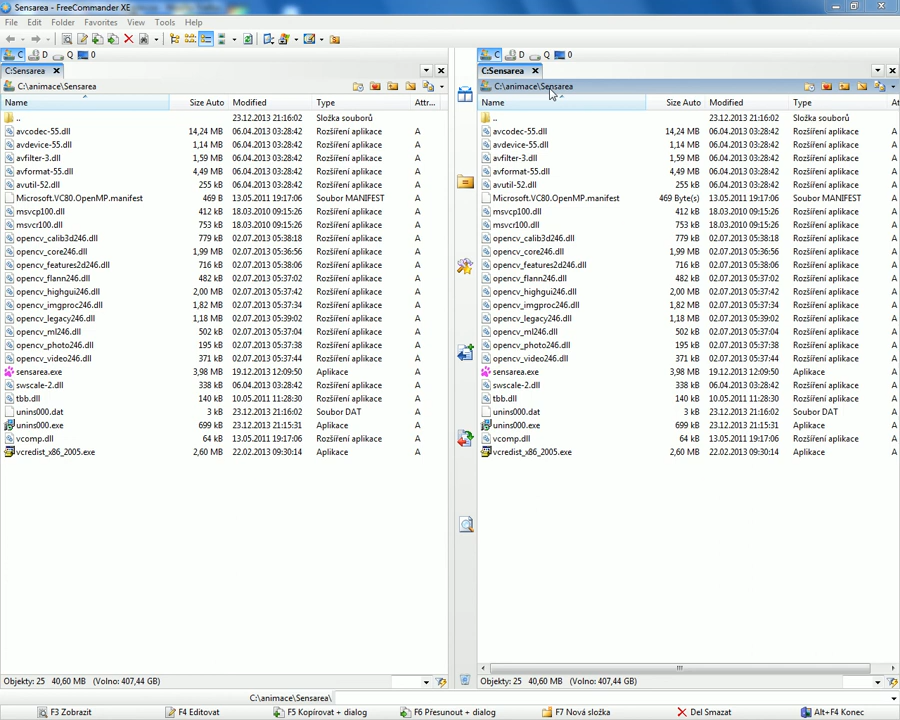 Sensarea - FreeCommander XE
File Edit Folder Favorites View Tools Help
C D Q 0
C D Q 0
C:Sensarea
C:Sensarea
C:\animace\Sensarea
C:\animace\Sensarea
Name Size Auto Modified Type Attr...
Name Size Auto Modified Type A
.. 23.12.2013 21:16:02 Složka souborů
.. 23.12.2013 21:16:02 Složka souborů
avcodec-55.dll 14,24 MB 06.04.2013 03:28:42 Rozšíření aplikace A
avcodec-55.dll 14,24 MB 06.04.2013 03:28:42 Rozšíření aplikace A
avdevice-55.dll 1,14 MB 06.04.2013 03:28:42 Rozšíření aplikace A
avdevice-55.dll 1,14 MB 06.04.2013 03:28:42 Rozšíření aplikace A
avfilter-3.dll 1,59 MB 06.04.2013 03:28:42 Rozšíření aplikace A
avfilter-3.dll 1,59 MB 06.04.2013 03:28:42 Rozšíření aplikace A
avformat-55.dll 4,49 MB 06.04.2013 03:28:42 Rozšíření aplikace A
avformat-55.dll 4,49 MB 06.04.2013 03:28:42 Rozšíření aplikace A
avutil-52.dll 255 kB 06.04.2013 03:28:42 Rozšíření aplikace A
avutil-52.dll 255 kB 06.04.2013 03:28:42 Rozšíření aplikace A
Microsoft.VC80.OpenMP.manifest 469 B 13.05.2011 19:17:06 Soubor MANIFEST A
Microsoft.VC80.OpenMP.manifest 469 Byte(s) 13.05.2011 19:17:06 Soubor MANIFEST A
msvcp100.dll 412 kB 18.03.2010 09:15:26 Rozšíření aplikace A
msvcp100.dll 412 kB 18.03.2010 09:15:26 Rozšíření aplikace A
msvcr100.dll 753 kB 18.03.2010 09:15:26 Rozšíření aplikace A
msvcr100.dll 753 kB 18.03.2010 09:15:26 Rozšíření aplikace A
opencv_calib3d246.dll 779 kB 02.07.2013 05:38:18 Rozšíření aplikace A
opencv_calib3d246.dll 779 kB 02.07.2013 05:38:18 Rozšíření aplikace A
opencv_core246.dll 1,99 MB 02.07.2013 05:36:56 Rozšíření aplikace A
opencv_core246.dll 1,99 MB 02.07.2013 05:36:56 Rozšíření aplikace A
opencv_features2d246.dll 716 kB 02.07.2013 05:38:06 Rozšíření aplikace A
opencv_features2d246.dll 716 kB 02.07.2013 05:38:06 Rozšíření aplikace A
opencv_flann246.dll 482 kB 02.07.2013 05:37:02 Rozšíření aplikace A
opencv_flann246.dll 482 kB 02.07.2013 05:37:02 Rozšíření aplikace A
opencv_highgui246.dll 2,00 MB 02.07.2013 05:37:42 Rozšíření aplikace A
opencv_highgui246.dll 2,00 MB 02.07.2013 05:37:42 Rozšíření aplikace A
opencv_imgproc246.dll 1,82 MB 02.07.2013 05:37:34 Rozšíření aplikace A
opencv_imgproc246.dll 1,82 MB 02.07.2013 05:37:34 Rozšíření aplikace A
opencv_legacy246.dll 1,18 MB 02.07.2013 05:39:02 Rozšíření aplikace A
opencv_legacy246.dll 1,18 MB 02.07.2013 05:39:02 Rozšíření aplikace A
opencv_ml246.dll 502 kB 02.07.2013 05:37:04 Rozšíření aplikace A
opencv_ml246.dll 502 kB 02.07.2013 05:37:04 Rozšíření aplikace A
opencv_photo246.dll 195 kB 02.07.2013 05:37:38 Rozšíření aplikace A
opencv_photo246.dll 195 kB 02.07.2013 05:37:38 Rozšíření aplikace A
opencv_video246.dll 371 kB 02.07.2013 05:37:44 Rozšíření aplikace A
opencv_video246.dll 371 kB 02.07.2013 05:37:44 Rozšíření aplikace A
sensarea.exe 3,98 MB 19.12.2013 12:09:50 Aplikace A
sensarea.exe 3,98 MB 19.12.2013 12:09:50 Aplikace A
swscale-2.dll 338 kB 06.04.2013 03:28:42 Rozšíření aplikace A
swscale-2.dll 338 kB 06.04.2013 03:28:42 Rozšíření aplikace A
tbb.dll 140 kB 10.05.2011 11:28:30 Rozšíření aplikace A
tbb.dll 140 kB 10.05.2011 11:28:30 Rozšíření aplikace A
unins000.dat 3 kB 23.12.2013 21:16:02 Soubor DAT A
unins000.dat 3 kB 23.12.2013 21:16:02 Soubor DAT A
unins000.exe 699 kB 23.12.2013 21:15:31 Aplikace A
unins000.exe 699 kB 23.12.2013 21:15:31 Aplikace A
vcomp.dll 64 kB 13.05.2011 19:17:06 Rozšíření aplikace A
vcomp.dll 64 kB 13.05.2011 19:17:06 Rozšíření aplikace A
vcredist_x86_2005.exe 2,60 MB 22.02.2013 09:30:14 Aplikace A
vcredist_x86_2005.exe 2,60 MB 22.02.2013 09:30:14 Aplikace A
Objekty: 25 40,60 MB (Volno: 407,44 GB)
Objekty: 25 40,60 MB (Volno: 407,44 GB)
C:\animace\Sensarea\
F3 Zobrazit F4 Editovat F5 Kopírovat + dialog F6 Přesunout + dialog F7 Nová složka Del Smazat Alt+F4 Konec